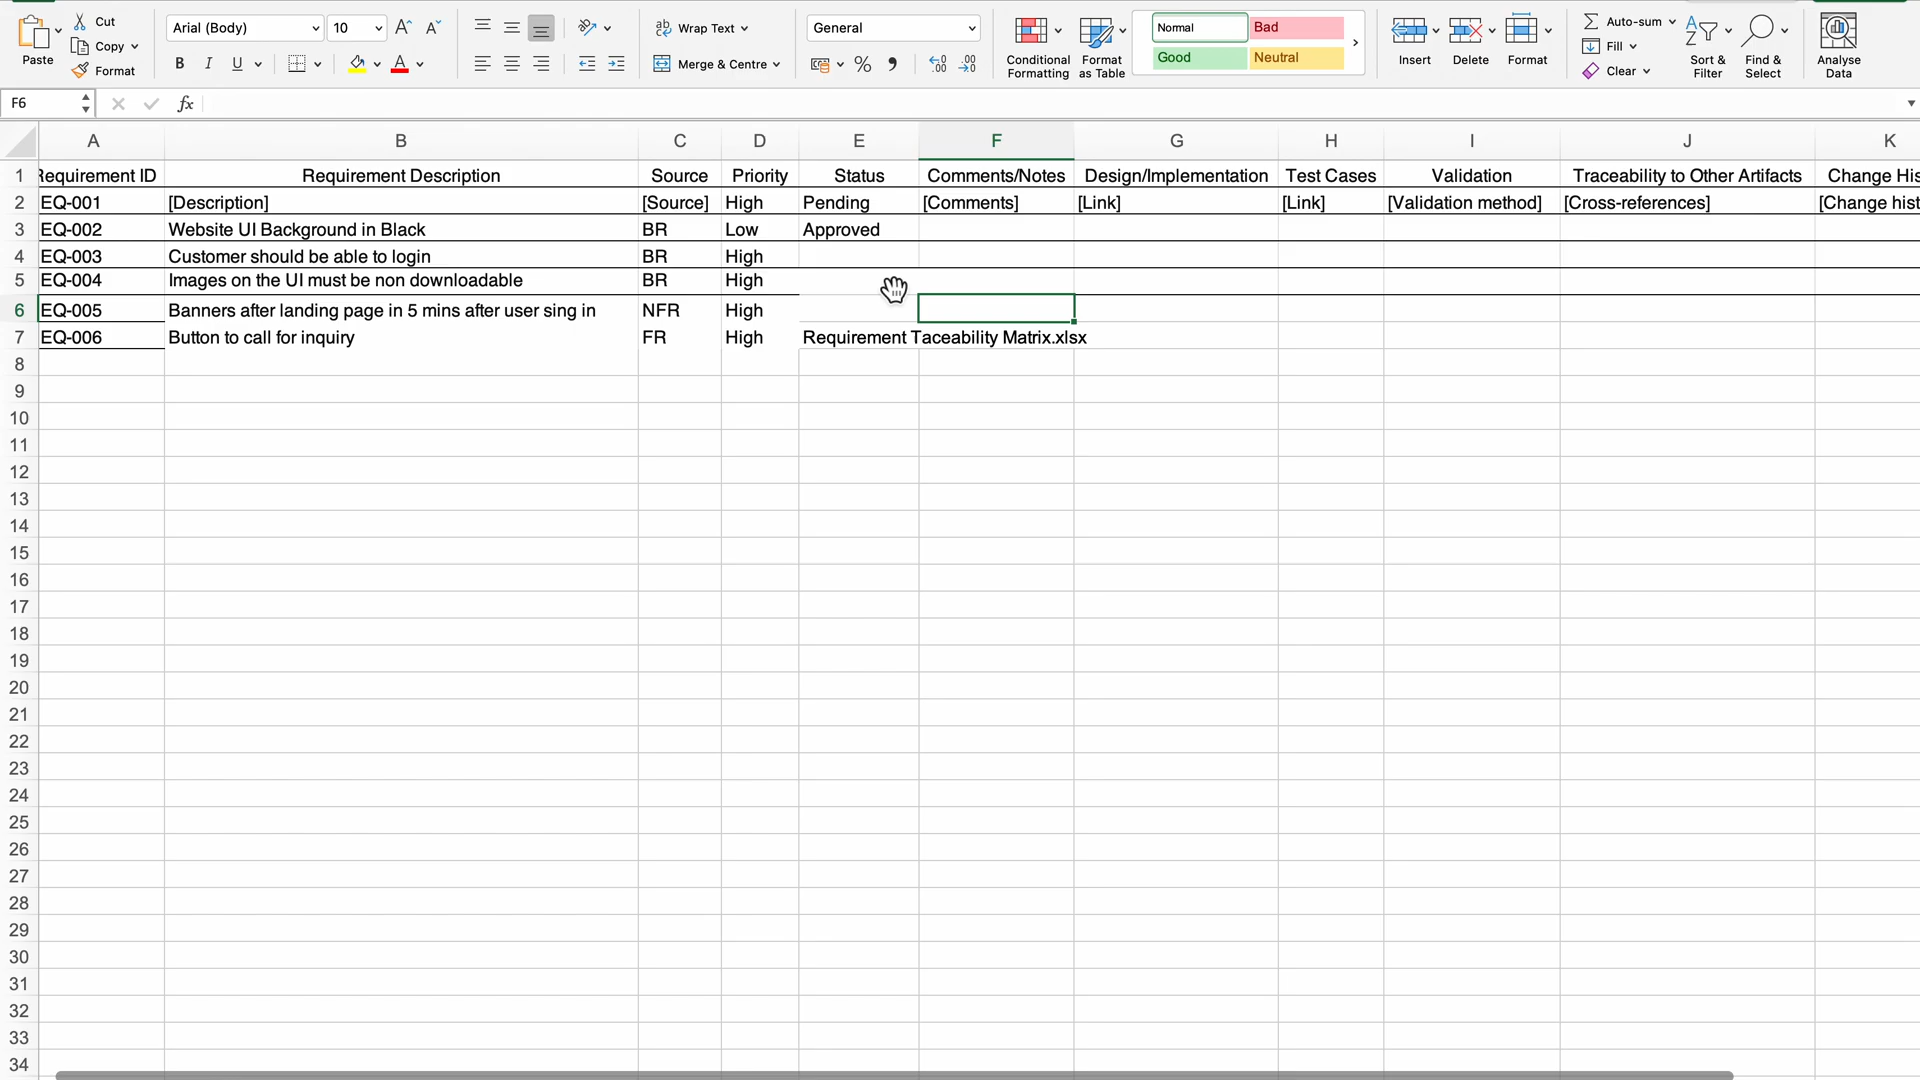 Paste
Cut
Copy
Format
Arial (Body)
10
A^
A˅
B I U
A
ab
Wrap Text
Merge & Centre
General
%
Conditional Formatting
Format as Table
Normal
Bad
Good
Neutral
Insert
Delete
Format
Auto-sum
Fill
Clear
Sort & Filter
Find & Select
Analyse Data
F6
fx
A B C D E F G H I J K
1 Requirement ID Requirement Description Source Priority Status Comments/Notes Design/Implementation Test Cases Validation Traceability to Other Artifacts Change His
2 EQ-001 [Description] [Source] High Pending [Comments] [Link] [Link] [Validation method] [Cross-references] [Change hist
3 EQ-002 Website UI Background in Black BR Low Approved
4 EQ-003 Customer should be able to login BR High
5 EQ-004 Images on the UI must be non downloadable BR High
6 EQ-005 Banners after landing page in 5 mins after user sing in NFR High
7 EQ-006 Button to call for inquiry FR High Requirement Taceability Matrix.xlsx
8
9
10
11
12
13
14
15
16
17
18
19
20
21
22
23
24
25
26
27
28
29
30
31
32
33
34